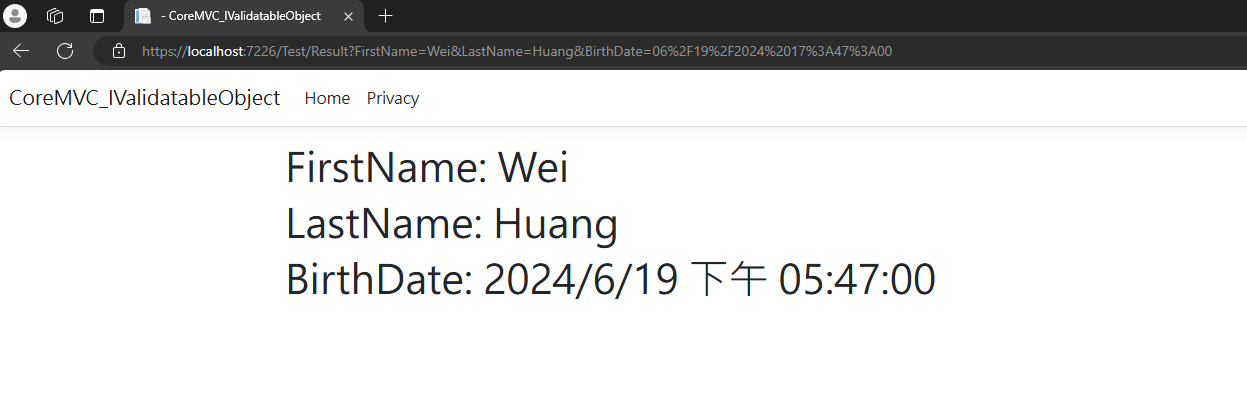 - CoreMVC_IValidatableObject
https://localhost:7226/Test/Result?FirstName=Wei&LastName=Huang&BirthDate=06%2F19%2F2024%2017%3A47%3A00
CoreMVC_IValidatableObject Home Privacy
FirstName: Wei
LastName: Huang
BirthDate: 2024/6/19 下午 05:47:00